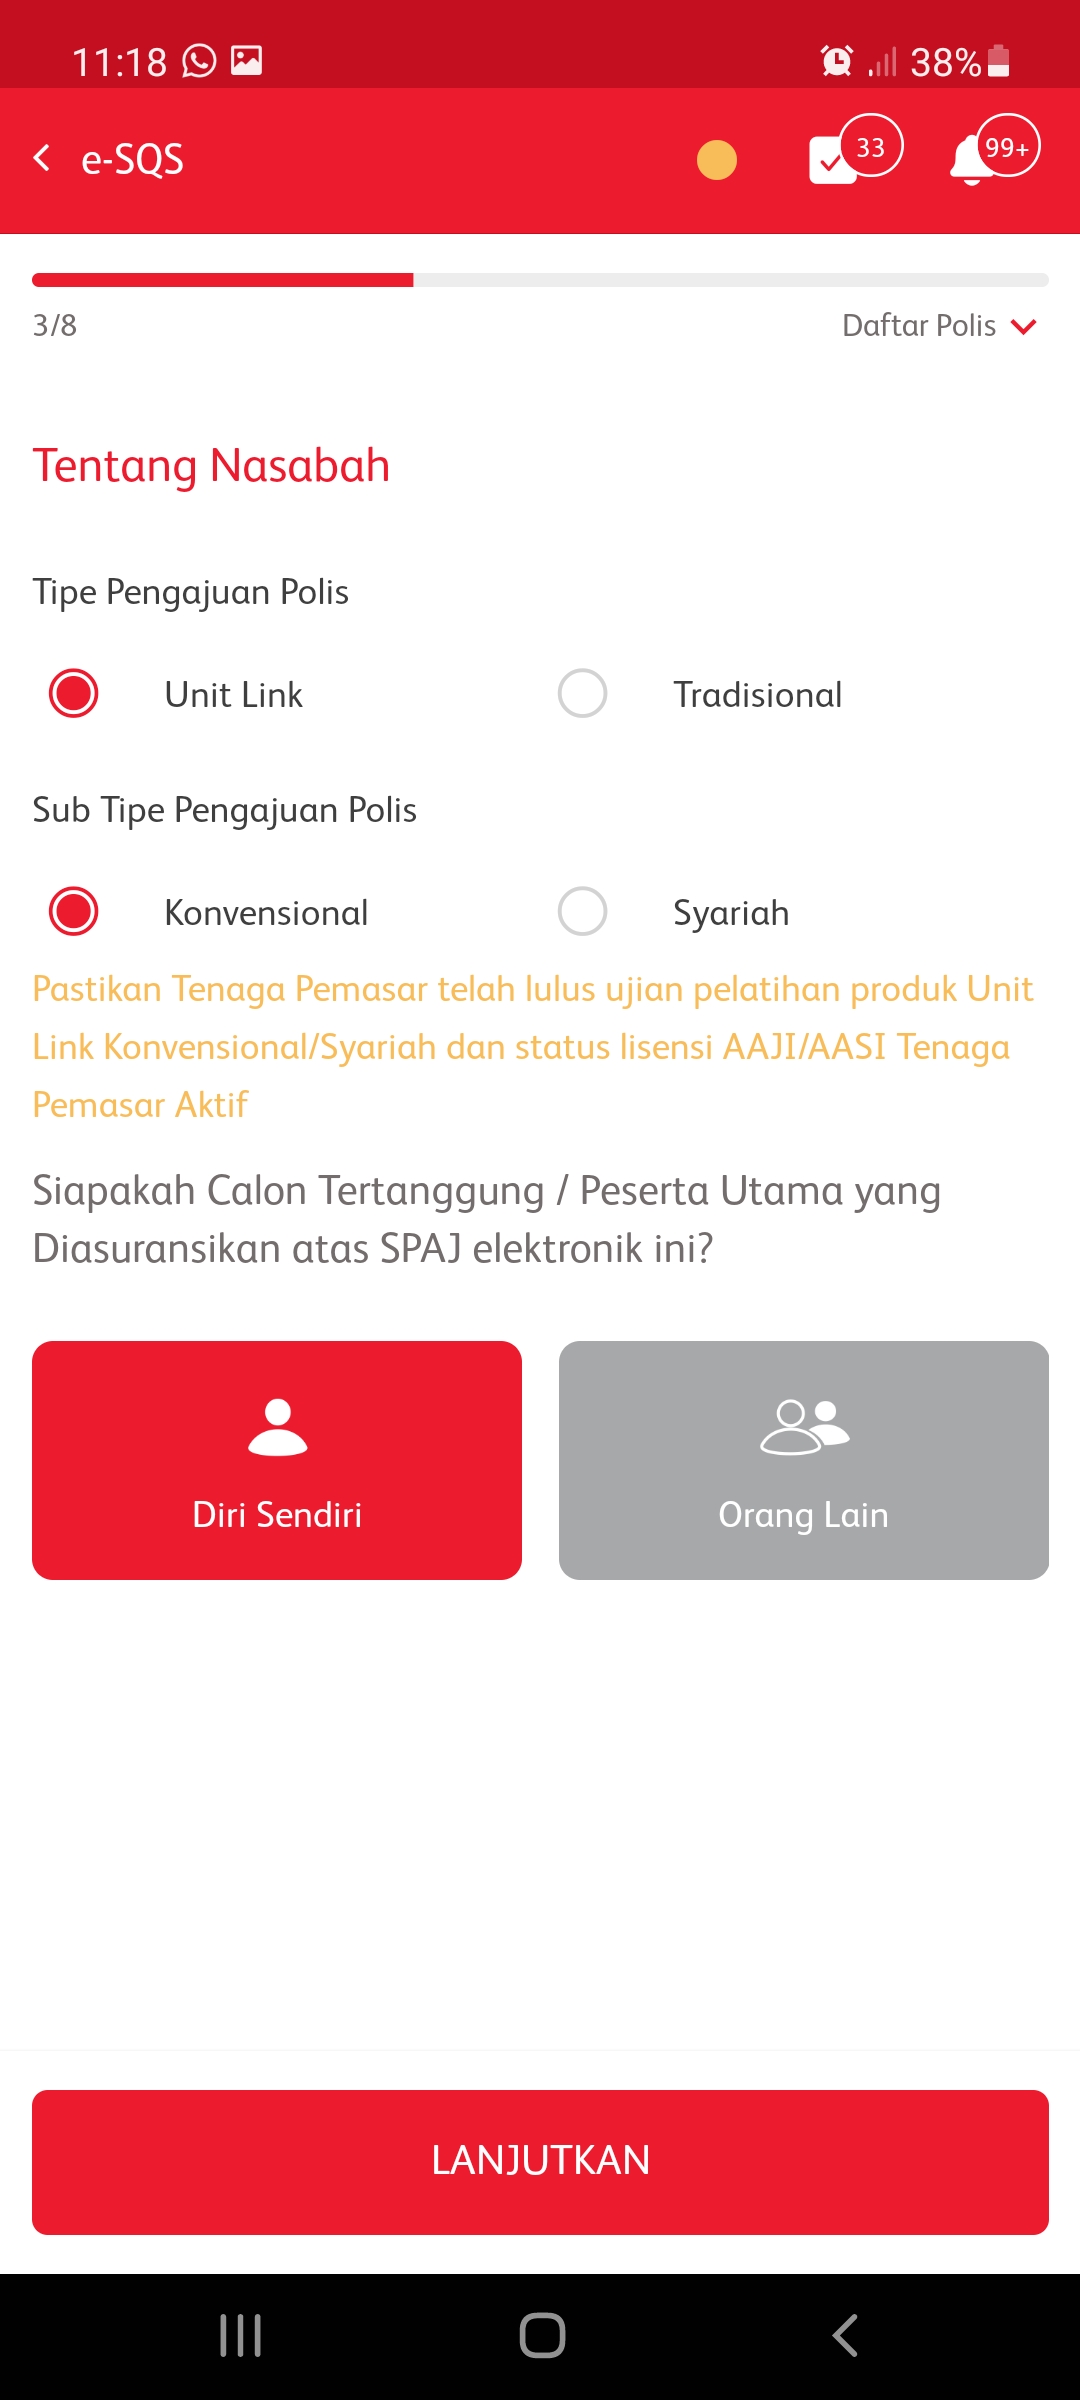 11:18
38%
e-SQS
33
99+
3/8
Daftar Polis
Tentang Nasabah
Tipe Pengajuan Polis
Unit Link
Tradisional
Sub Tipe Pengajuan Polis
Konvensional
Syariah
Pastikan Tenaga Pemasar telah lulus ujian pelatihan produk Unit
Link Konvensional/Syariah dan status lisensi AAJI/AASI Tenaga
Pemasar Aktif
Siapakah Calon Tertanggung / Peserta Utama yang
Diasuransikan atas SPAJ elektronik ini?
Diri Sendiri
Orang Lain
LANJUTKAN